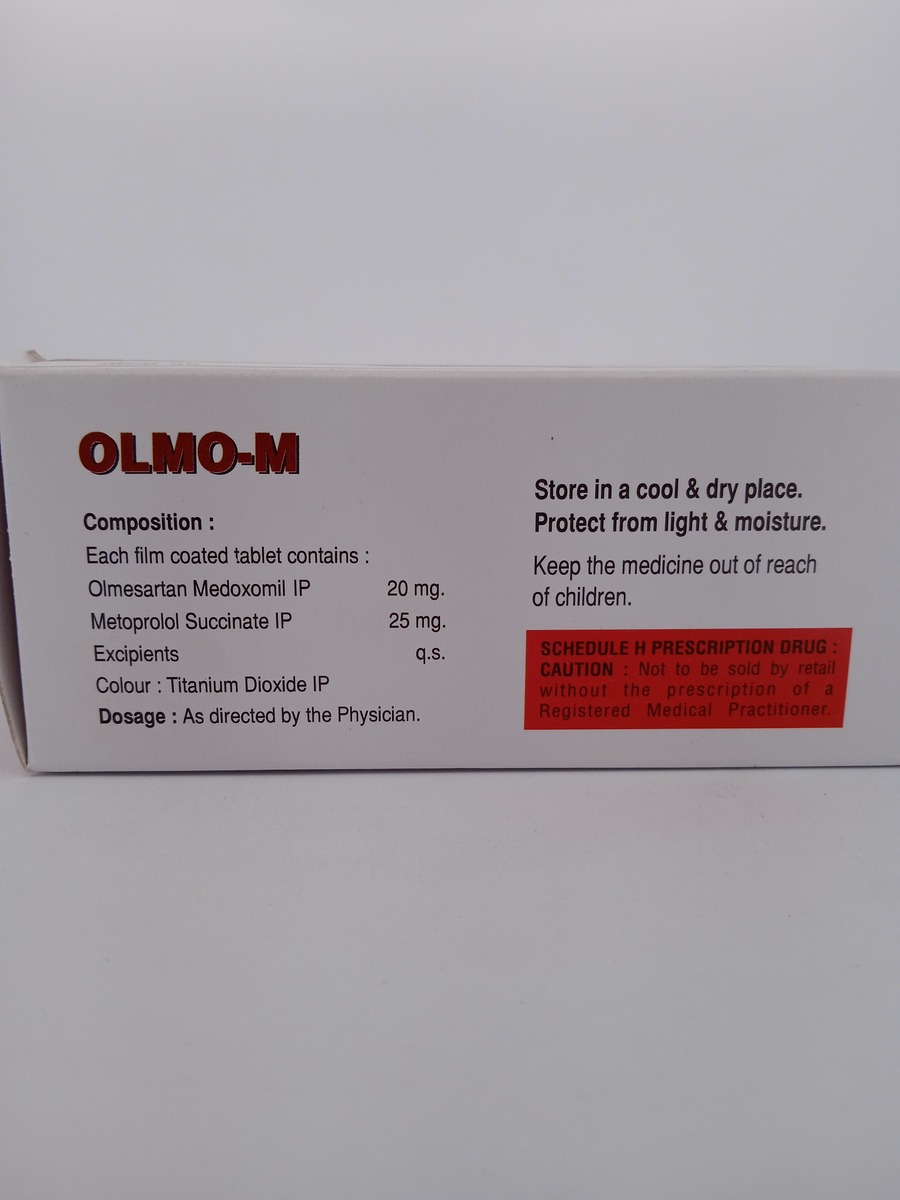 OLMO-M
Composition :
Each film coated tablet contains :
Olmesartan Medoxomil IP 20 mg.
Metoprolol Succinate IP 25 mg.
Excipients q.s.
Colour : Titanium Dioxide IP
Dosage : As directed by the Physician.
Store in a cool & dry place.
Protect from light & moisture.
Keep the medicine out of reach
of children.
SCHEDULE H PRESCRIPTION DRUG :
CAUTION : Not to be sold by retail
without the prescription of a
Registered Medical Practitioner.